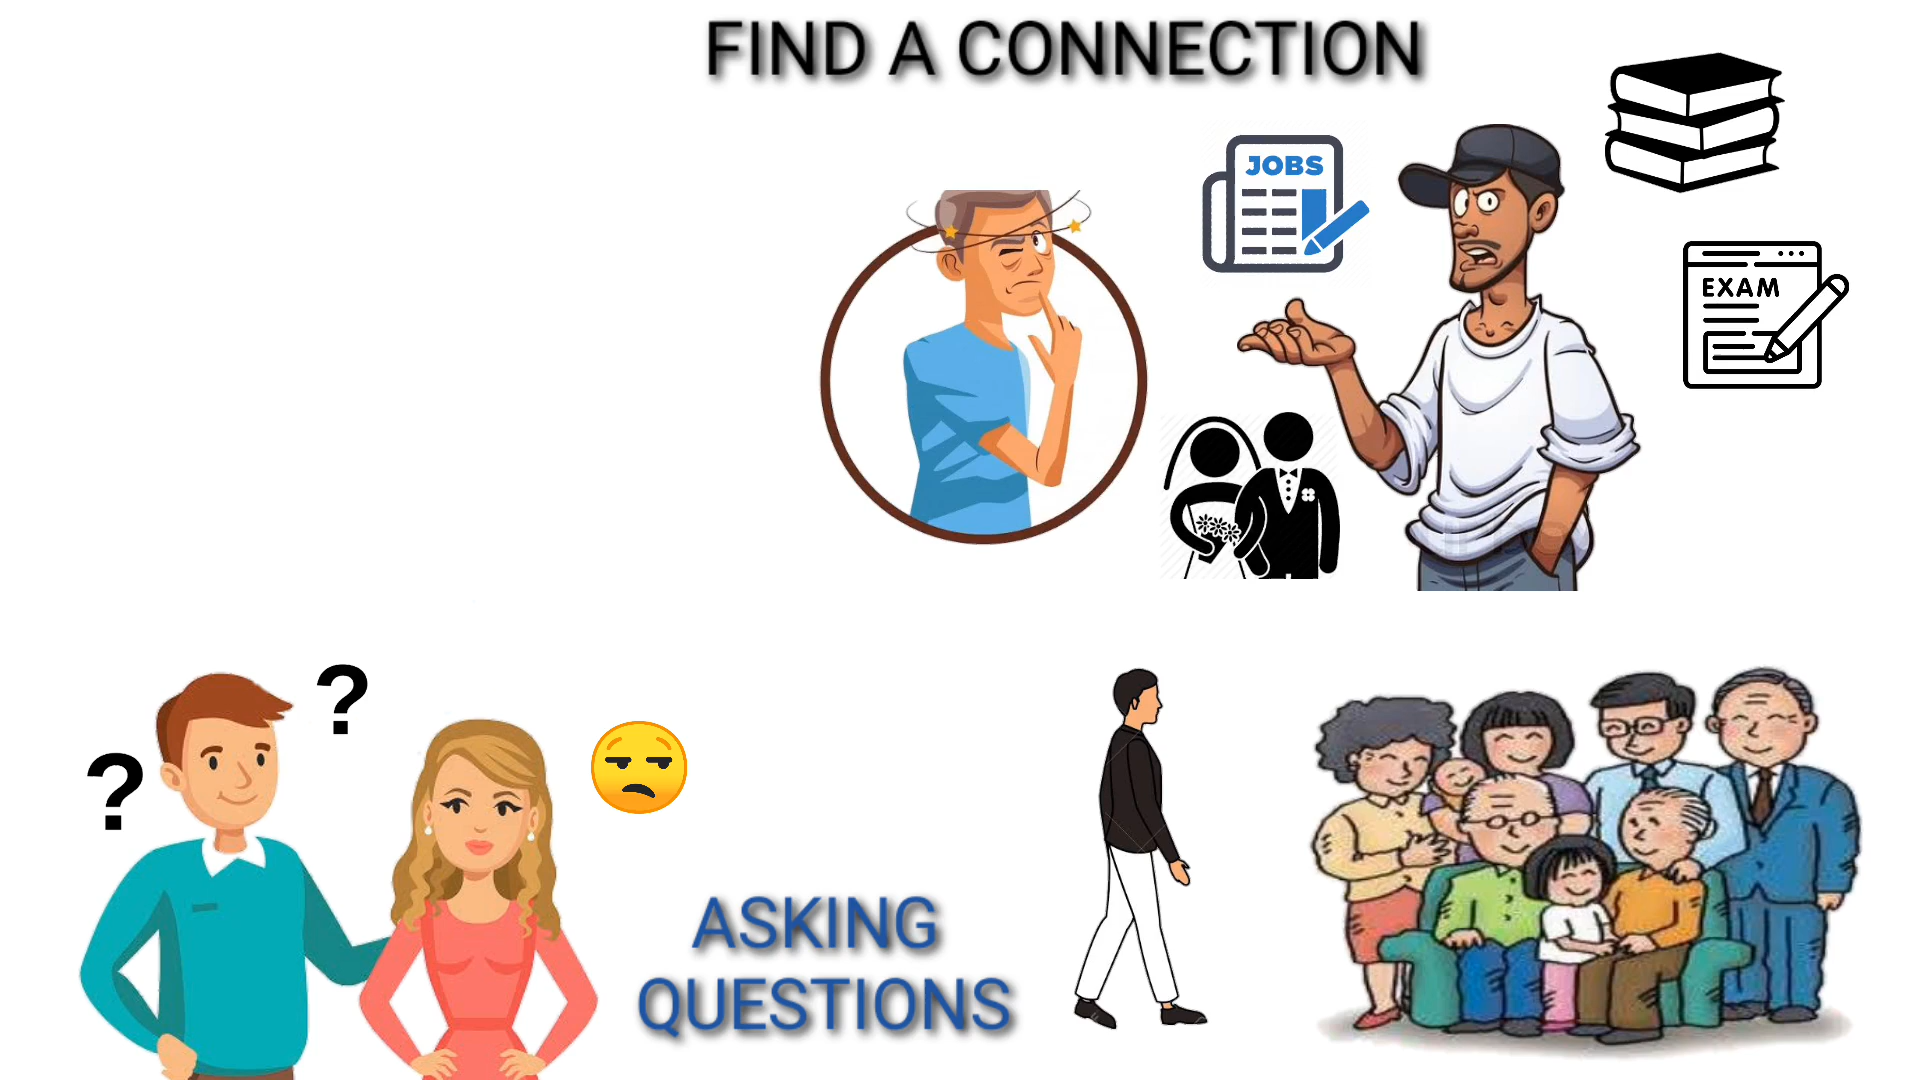 FIND A CONNECTION
JOBS
EXAM
?
?
ASKING
QUESTIONS